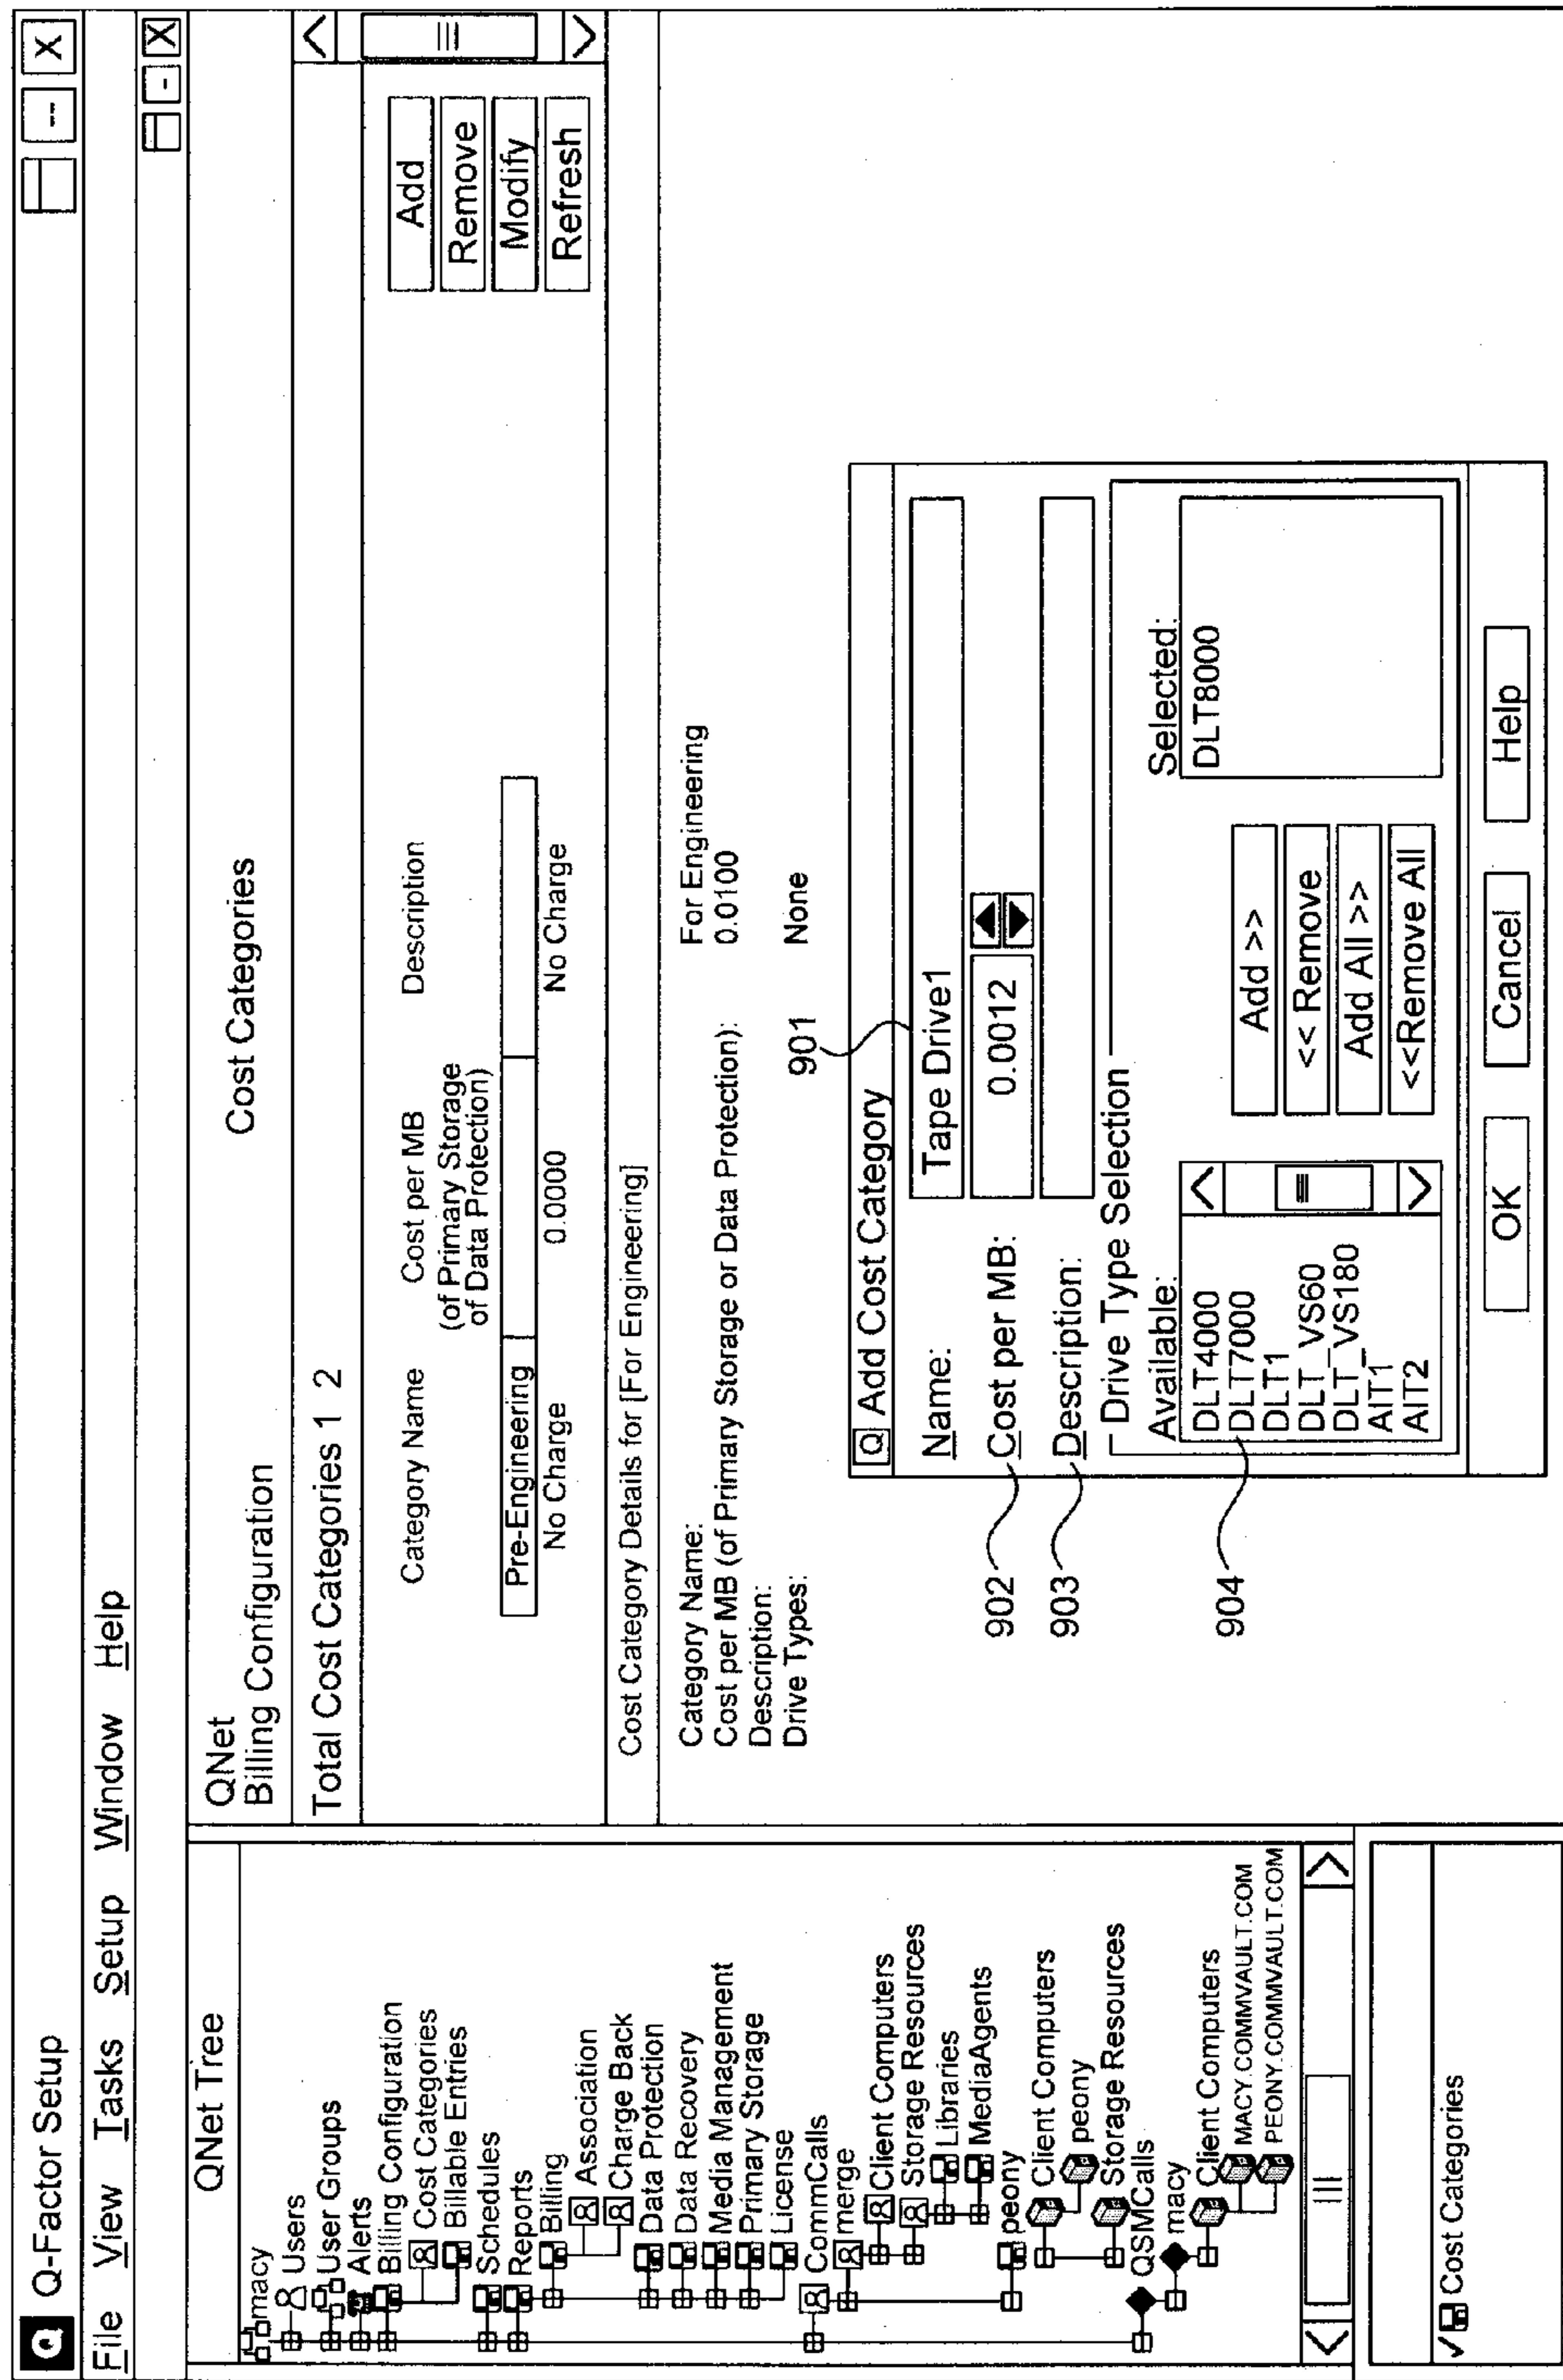 Q Q-Factor Setup
File View Tasks Setup Window Help
QNet Tree
macy
Users
User Groups
Alerts
Billing Configuration
Cost Categories
Billable Entries
Schedules
Reports
Billing
Association
Charge Back
Data Protection
Data Recovery
Media Management
Primary Storage
License
CommCalls
merge
Client Computers
Storage Resources
Libraries
MediaAgents
peony
Client Computers
peony
Storage Resources
QSMCalls
macy
Client Computers
MACY.COMMVAULT.COM
PEONY.COMMVAULT.COM
Cost Categories
QNet
Billing Configuration
Cost Categories
Total Cost Categories 1 2
Category Name Cost per MB Description
(of Primary Storage
of Data Protection)
Pre-Engineering
No Charge 0.0000 No Charge
Add
Remove
Modify
Refresh
Cost Category Details for [For Engineering]
Category Name: For Engineering
Cost per MB (of Primary Storage or Data Protection): 0.0100
Description:
Drive Types: None
901
Q Add Cost Category
Name: Tape Drive1
902 Cost per MB: 0.0012
903 Description:
Drive Type Selection
Available: Selected:
904
DLT4000
DLT7000
DLT1
DLT_VS60
DLT_VS180
AIT1
AIT2
Add >>
<< Remove
Add All >>
<<Remove All
DLT8000
OK Cancel Help